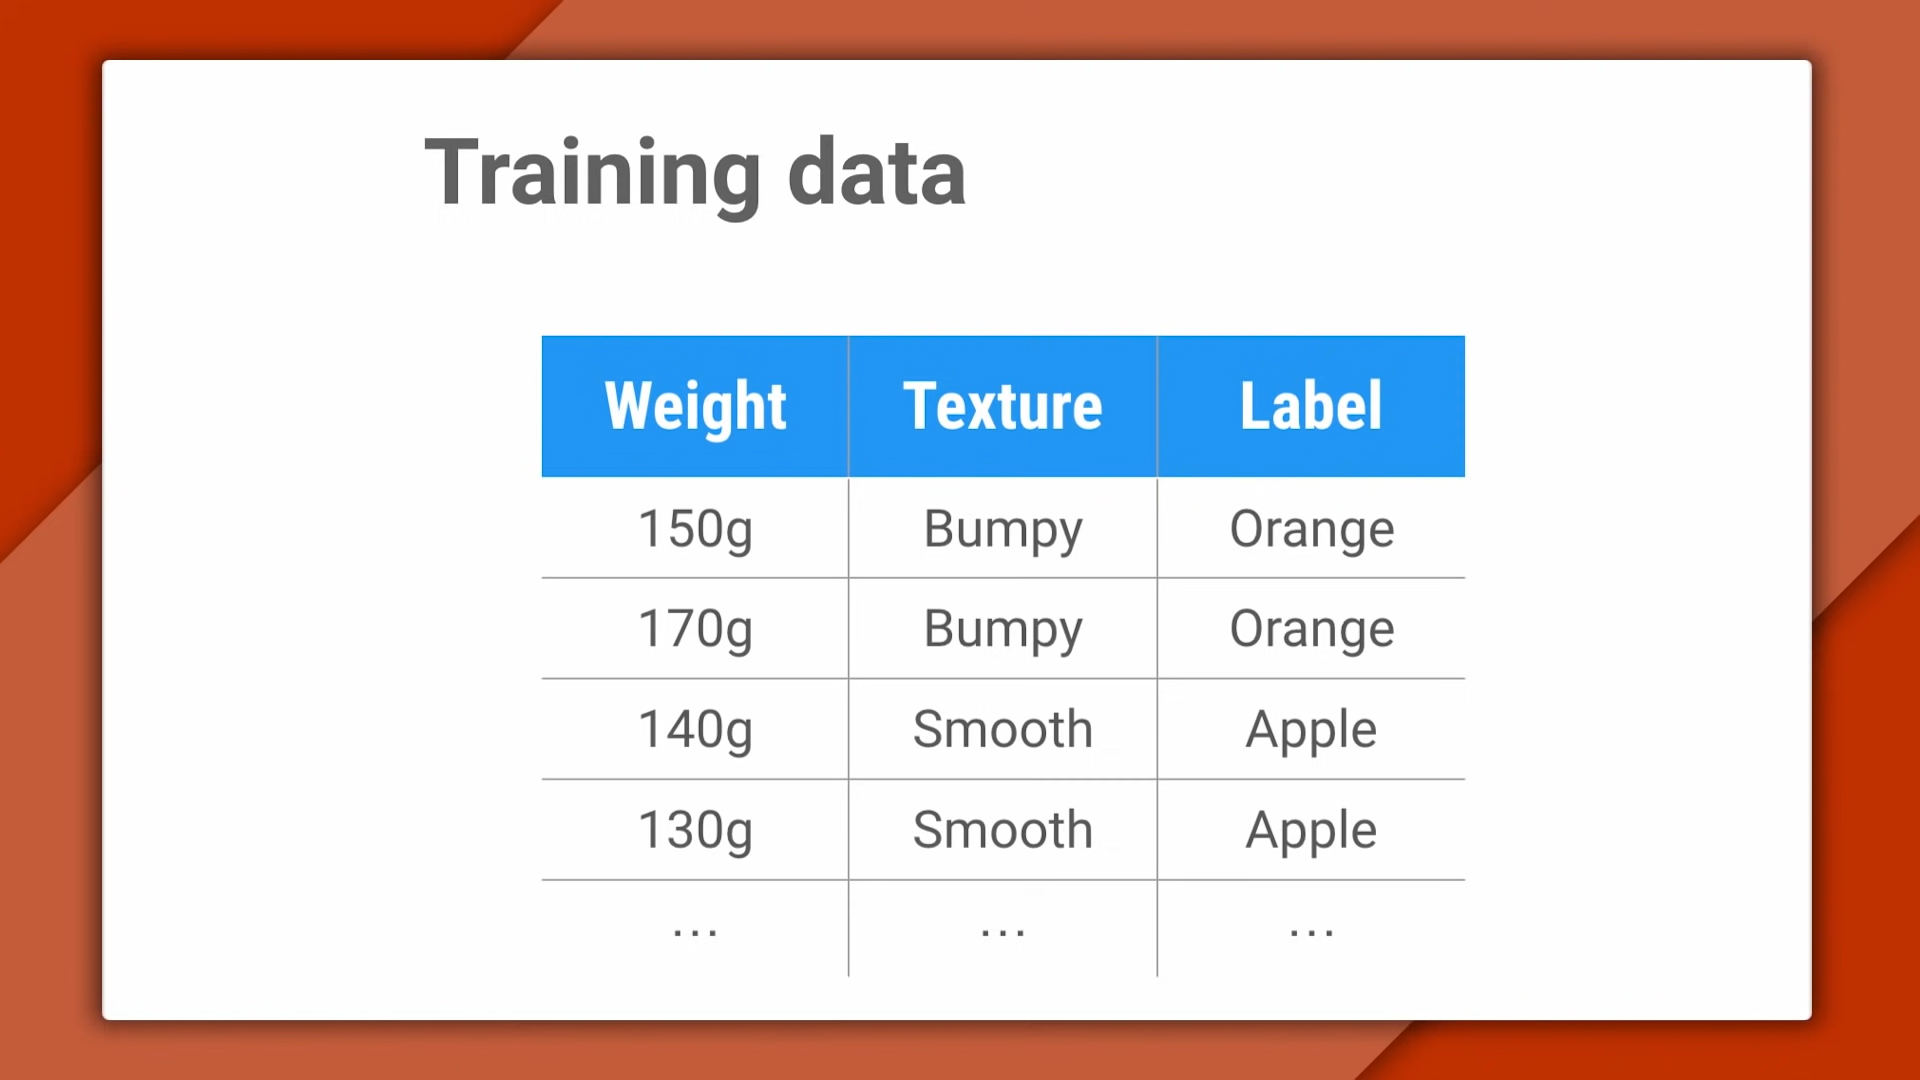 Training data
Weight Texture Label
150g Bumpy Orange
170g Bumpy Orange
140g Smooth Apple
130g Smooth Apple
... ... ...